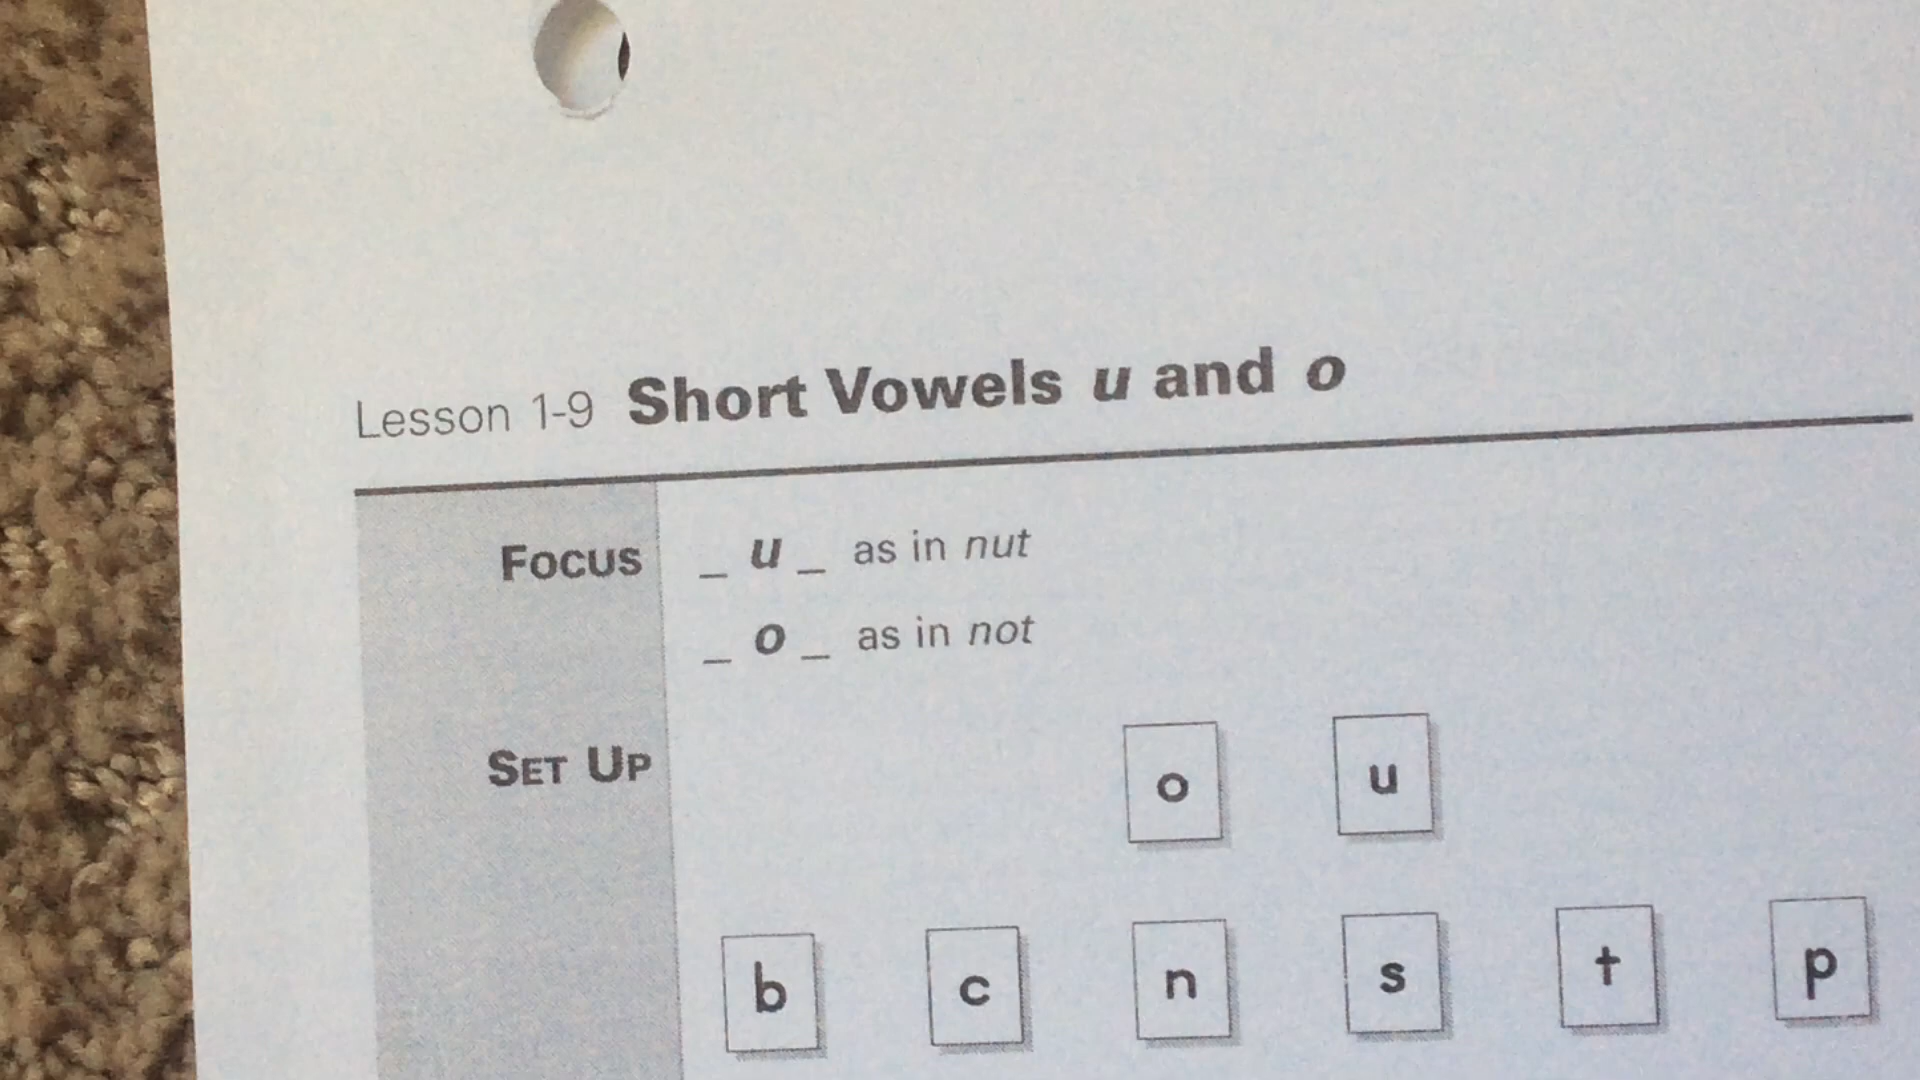 Lesson 1-9 Short Vowels u and o
Focus _ u _ as in nut
_ o _ as in not
Set Up o u
b c n s t p